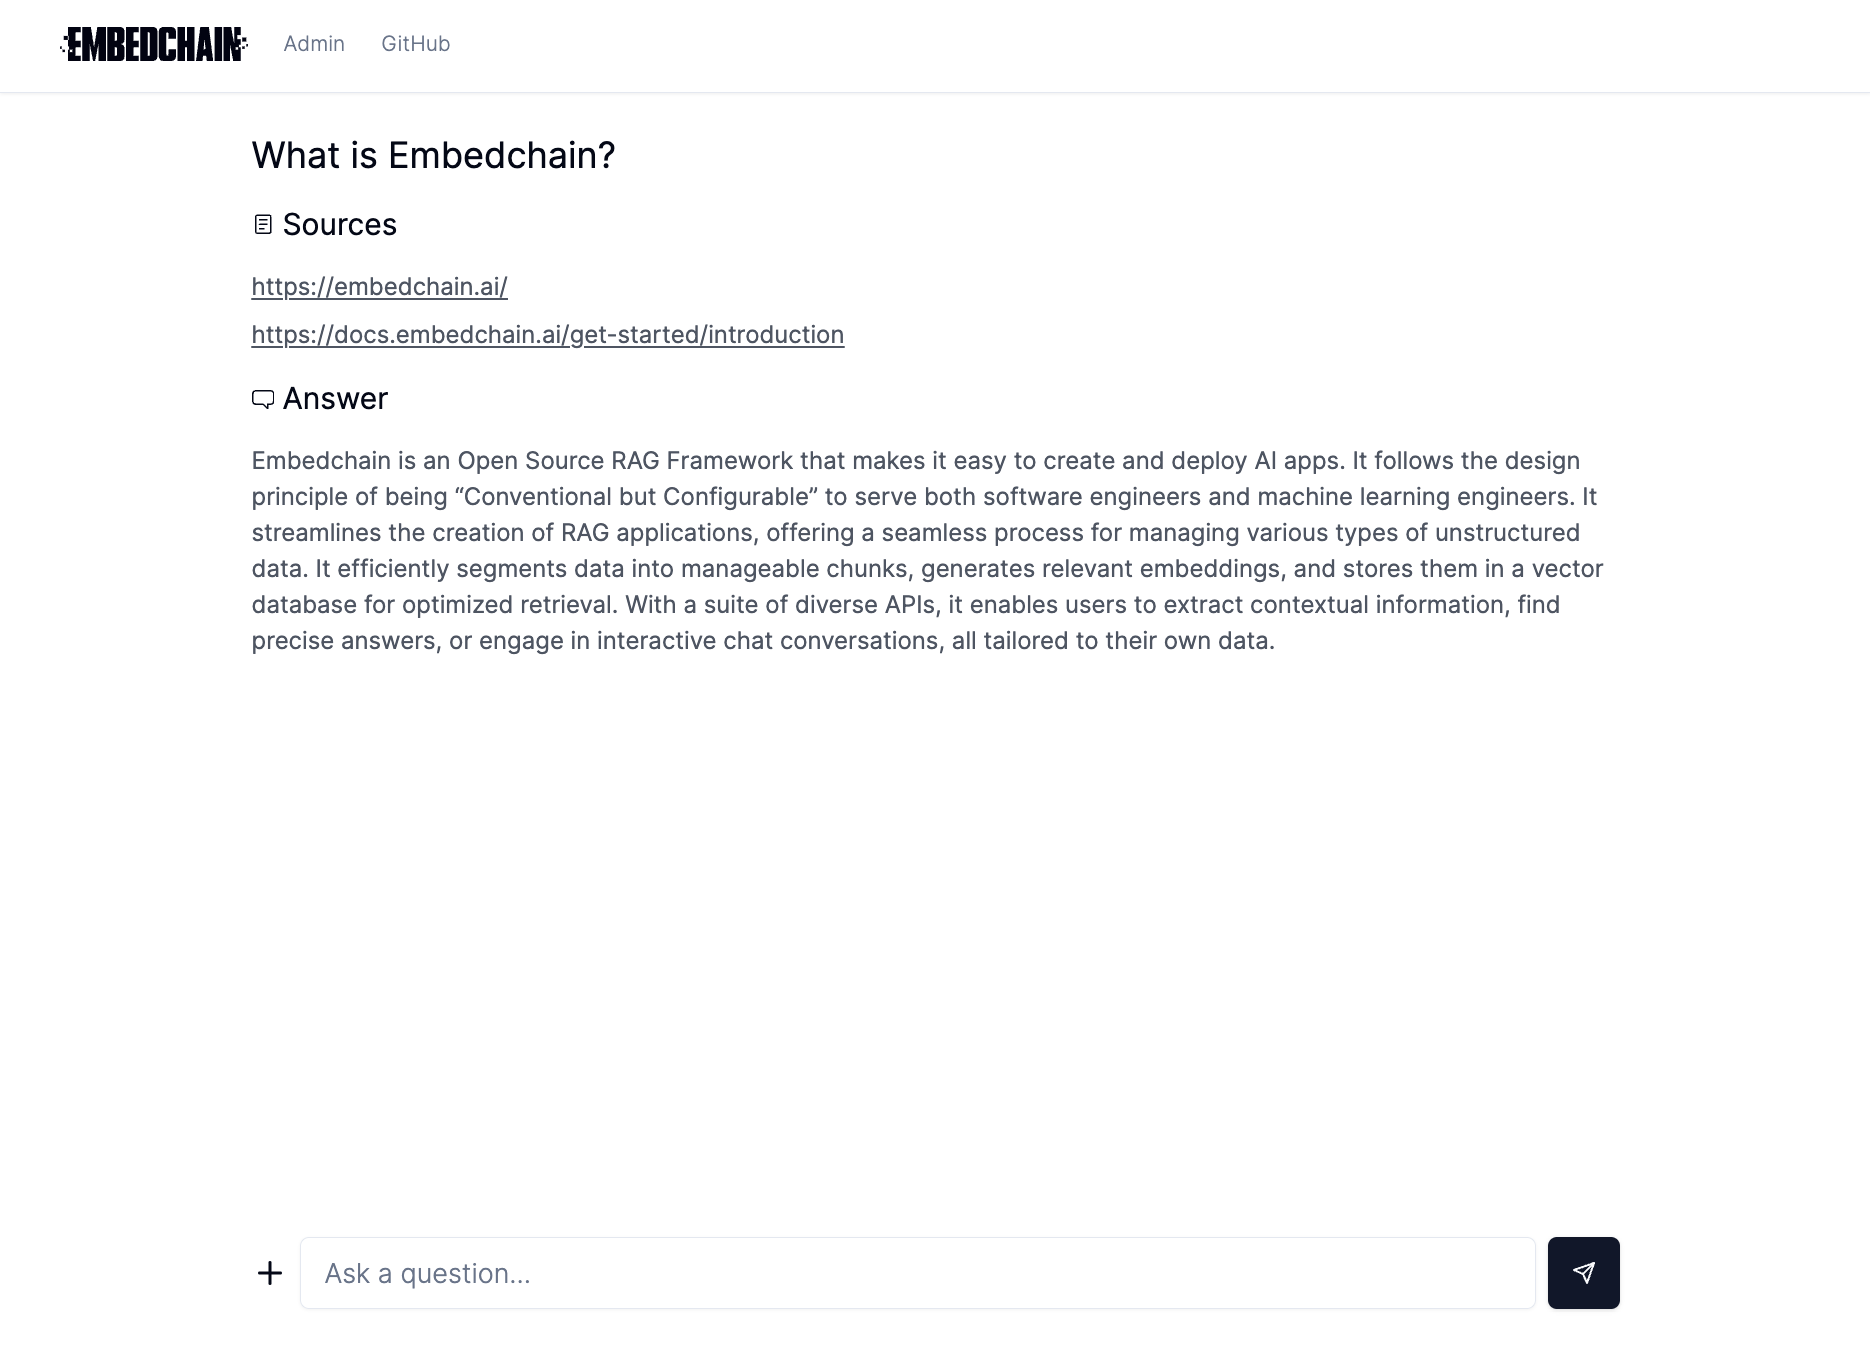 EMBEDCHAIN
Admin
GitHub
What is Embedchain?
Sources
https://embedchain.ai/
https://docs.embedchain.ai/get-started/introduction
Answer
Embedchain is an Open Source RAG Framework that makes it easy to create and deploy AI apps. It follows the design
principle of being “Conventional but Configurable” to serve both software engineers and machine learning engineers. It
streamlines the creation of RAG applications, offering a seamless process for managing various types of unstructured
data. It efficiently segments data into manageable chunks, generates relevant embeddings, and stores them in a vector
database for optimized retrieval. With a suite of diverse APIs, it enables users to extract contextual information, find
precise answers, or engage in interactive chat conversations, all tailored to their own data.
Ask a question...